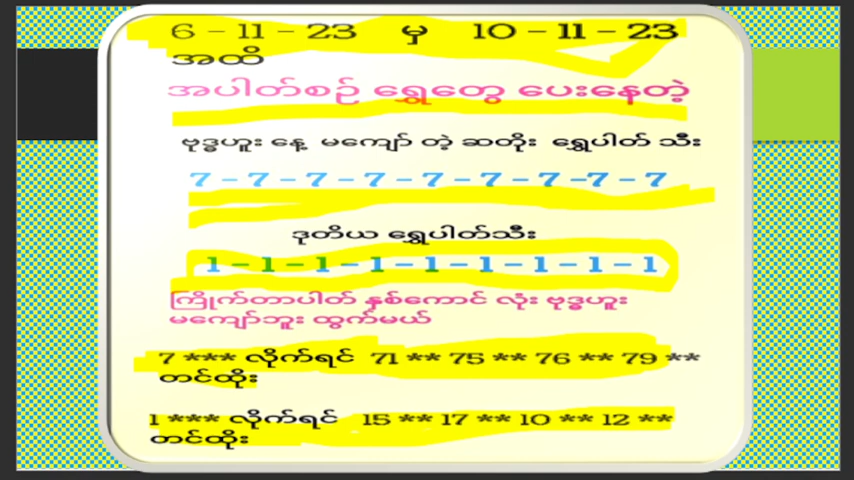 6 – 11 – 23 မှ 10 – 11 – 23
အထိ
အပါတ်စဉ် ရွှေတွေ ပေးနေတဲ့
ဗုဒ္ဓဟူး နေ့ မကျော် တဲ့ ဆတိုး ရွှေပါတ် သီး
7 – 7 – 7 – 7 – 7 – 7 – 7 –7 – 7
ဒုတိယ ရွှေပါတ်သီး
1 – 1 – 1 – 1 – 1 – 1 – 1 – 1 – 1
ကြိုက်တာပါတ် နှစ်ကောင် လုံး ဗုဒ္ဓဟူး
မကျော်ဘူး ထွက်မယ်
7 *** လိုက်ရင် 71 ** 75 ** 76 ** 79 **
တင်ထိုး
1 *** လိုက်ရင် 15 ** 17 ** 10 ** 12 **
တင်ထိုး